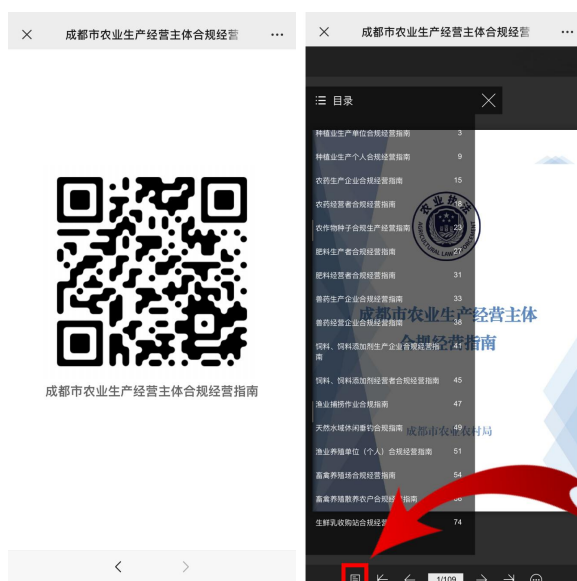 成都市农业生产经营主体合规经营
成都市农业生产经营主体合规经营指南
成都市农业生产经营主体合规经营
目录
种植业生产单位合规经营指南 3
种植业生产个人合规经营指南 9
农药生产企业合规经营指南 15
农药经营者合规经营指南 18
农作物种子合规生产经营指南 23
肥料生产者合规经营指南 27
肥料经营者合规经营指南 31
兽药生产企业合规经营指南 33
兽药经营企业合规经营指南 38
饲料、饲料添加剂生产企业合规经营指南 41
饲料、饲料添加剂经营者合规经营指南 45
渔业捕捞作业合规指南 47
天然水域休闲垂钓合规指南 49
渔业养殖单位（个人）合规经营指南 51
畜禽养殖场合规经营指南 54
畜禽养殖散养农户合规经营指南
生鲜乳收购站合规经营 74
农业执法
AGRICULTURAL LAW ENFORCEMENT
成都市农业生产经营主体
合规经营指南
成都市农业农村局
1/109